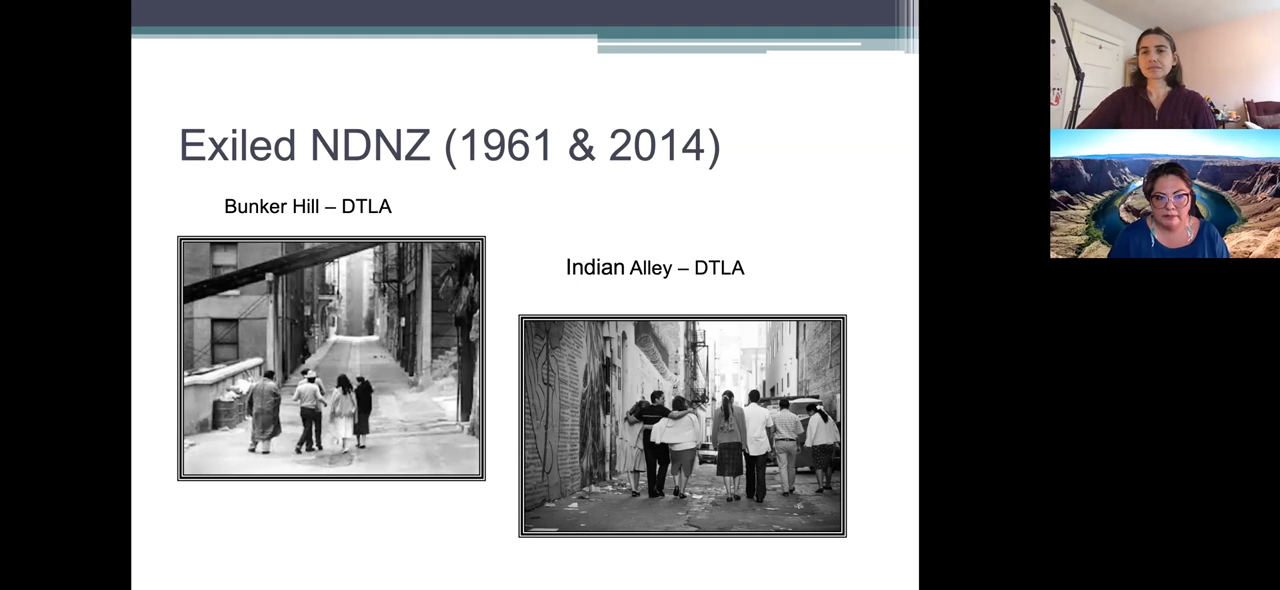 Exiled NDNZ (1961 & 2014)
Bunker Hill – DTLA
Indian Alley – DTLA